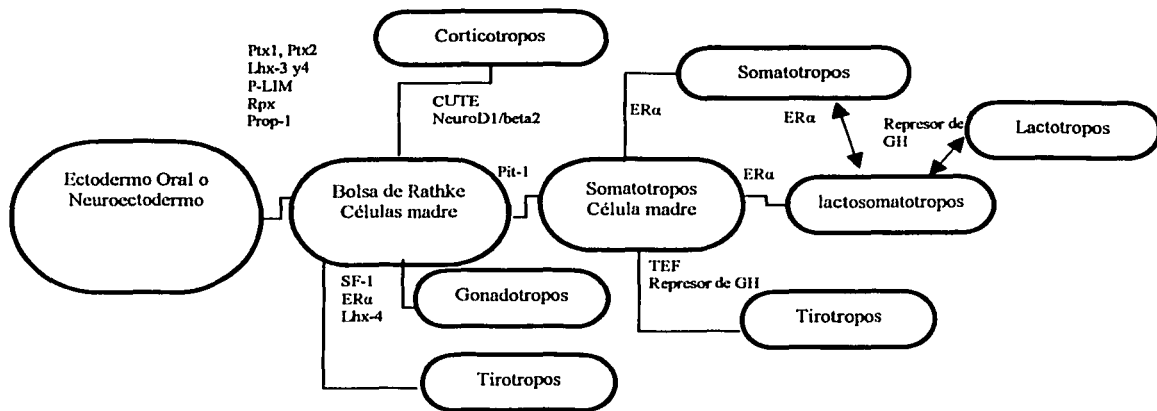 Ptx1, Ptx2
Lhx-3 y4
P-LIM
Rpx
Prop-1
Corticotropos
CUTE
NeuroD1/beta2
Somatotropos
ERα
ERα
Represor de
GH
Lactotropos
Ectodermo Oral o
Neuroectodermo
Bolsa de Rathke
Células madre
Pit-1
Somatotropos
Célula madre
ERα
lactosomatotropos
SF-1
ERα
Lhx-4
Gonadotropos
TEF
Represor de GH
Tirotropos
Tirotropos